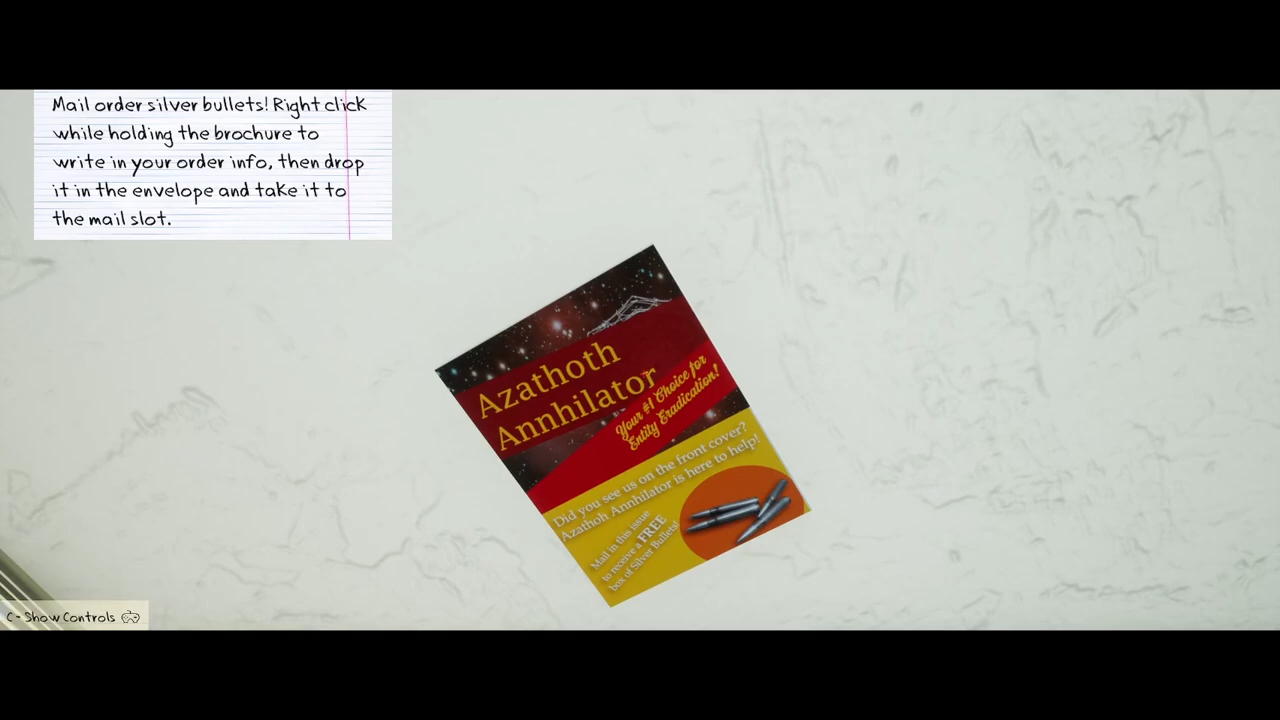 Mail order silver bullets! Right click
while holding the brochure to
write in your order info, then drop
it in the envelope and take it to
the mail slot.
Azathoth
Annhilator
Your #1 Choice for
Entity Eradication!
Did you see us on the front cover?
Azathoh Annhilator is here to help!
Mail in this issue
to receive a FREE
box of Silver Bullets!
C - Show Controls